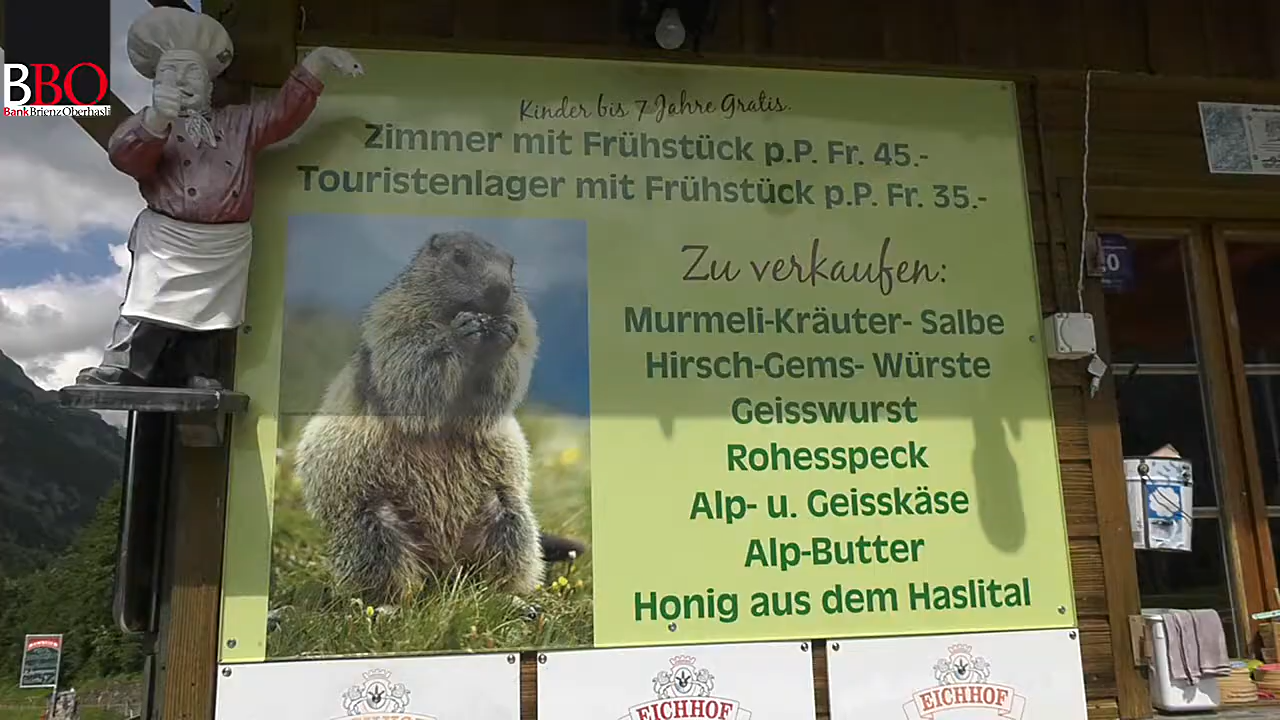 BBO
BankBrienzOberhasli
Kinder bis 7 Jahre Gratis.
Zimmer mit Frühstück p.P. Fr. 45.-
Touristenlager mit Frühstück p.P. Fr. 35.-
Zu verkaufen:
Murmeli-Kräuter- Salbe
Hirsch-Gems- Würste
Geisswurst
Rohesspeck
Alp- u. Geisskäse
Alp-Butter
Honig aus dem Haslital
EICHHOF
EICHHOF